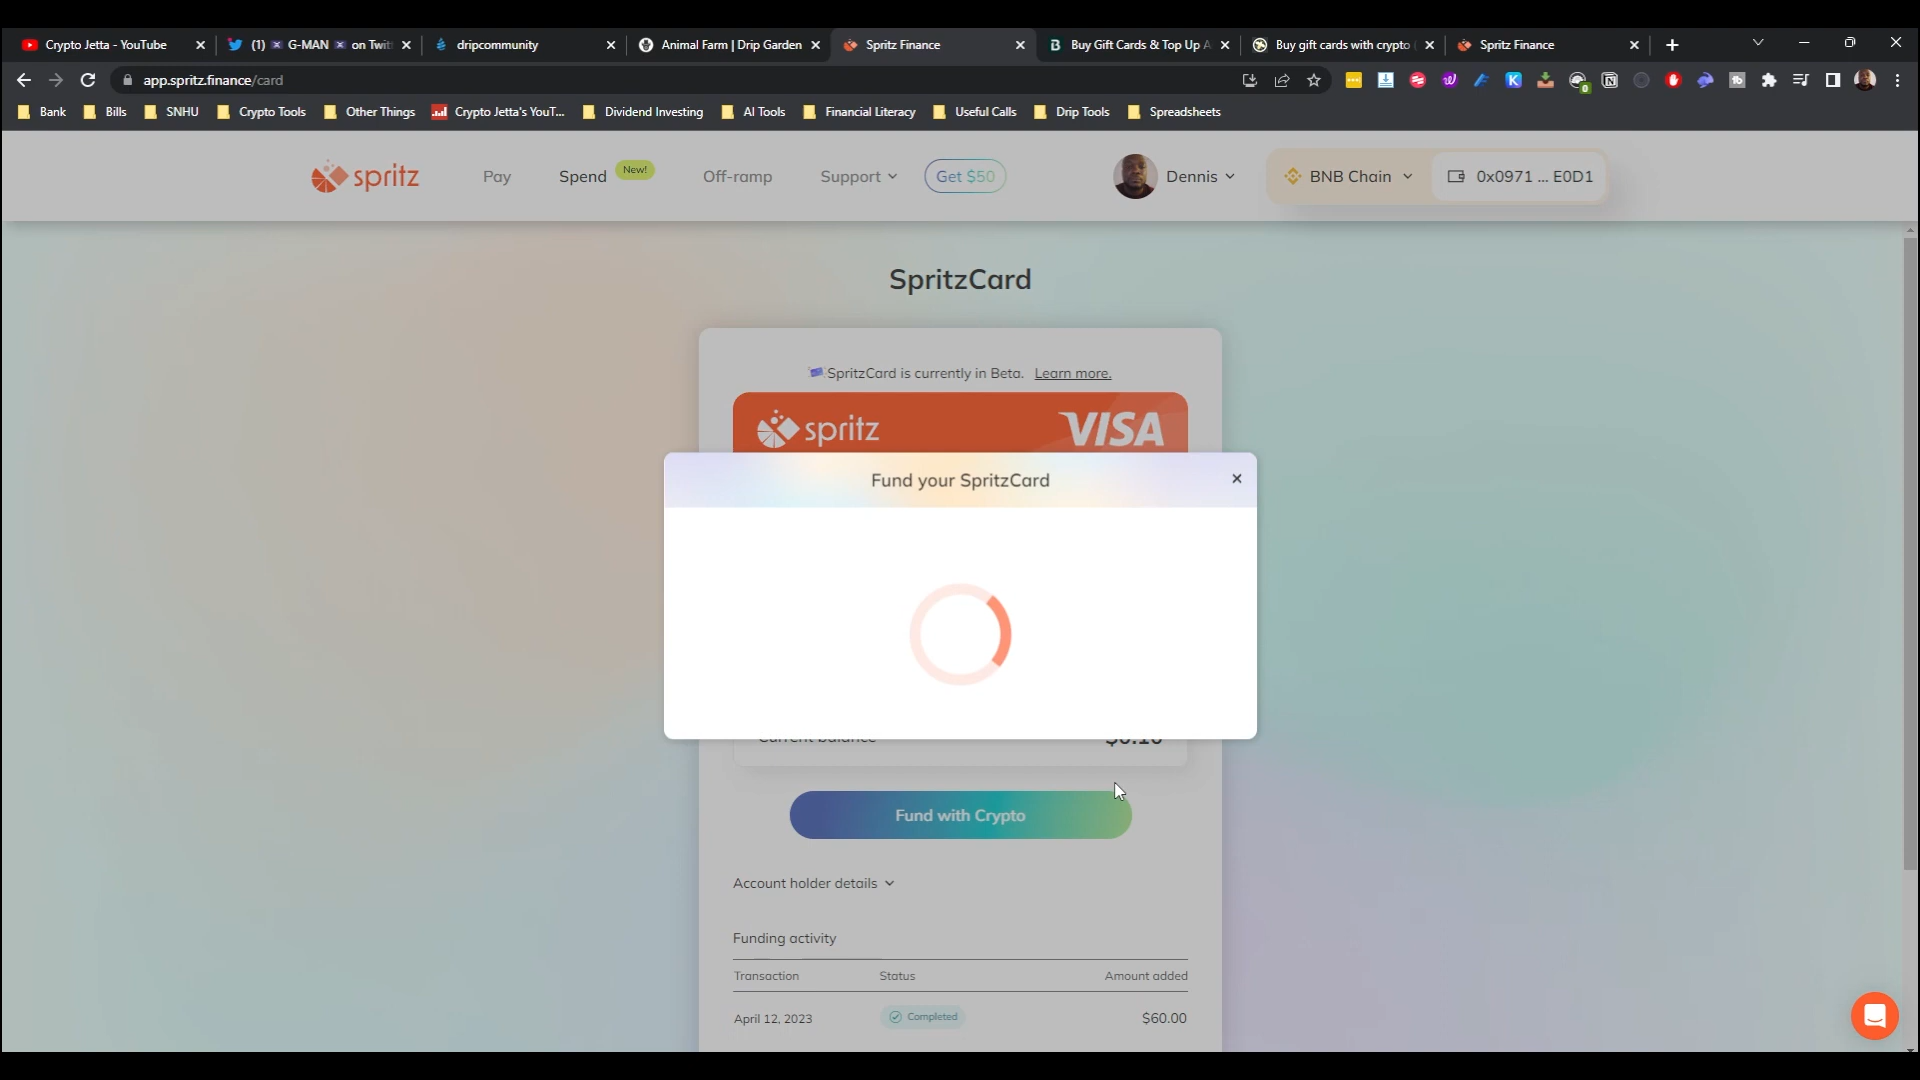 Crypto Jetta - YouTube
(1) G-MAN on Twit
dripcommunity
Animal Farm | Drip Garden
Spritz Finance
Buy Gift Cards & Top Up A
Buy gift cards with crypto
Spritz Finance
app.spritz.finance/card
Bank
Bills
SNHU
Crypto Tools
Other Things
Crypto Jetta's YouT...
Dividend Investing
AI Tools
Financial Literacy
Useful Calls
Drip Tools
Spreadsheets
spritz
Pay
Spend
New!
Off-ramp
Support
Get $50
Dennis
BNB Chain
0x0971 ... E0D1
SpritzCard
SpritzCard is currently in Beta. Learn more.
spritz
VISA
Fund your SpritzCard
Current balance
Fund with Crypto
Account holder details
Funding activity
Transaction Status Amount added
April 12, 2023 Completed $60.00